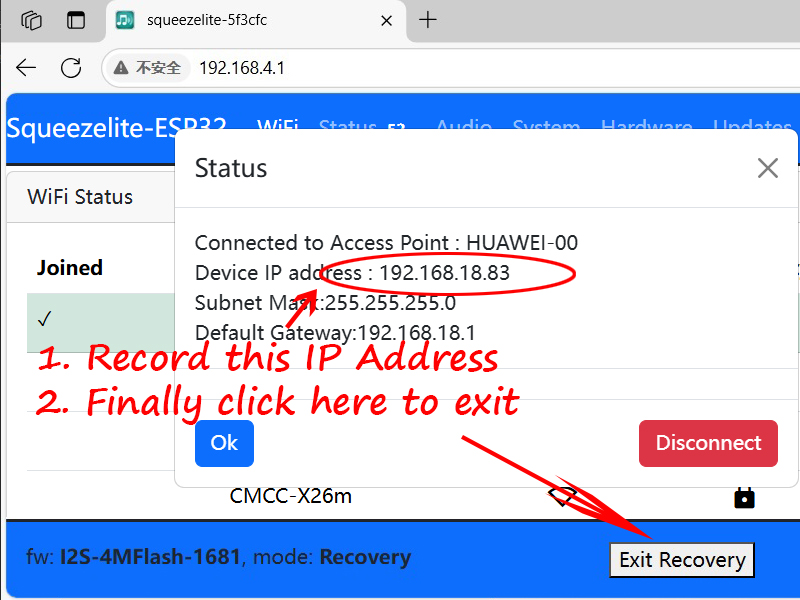 squeezelite-5f3cfc
不安全 192.168.4.1
Squeezelite-ESP32 WiFi Status Audio System Hardware Updates
Status
WiFi Status
Connected to Access Point : HUAWEI-00
Joined
Device IP address : 192.168.18.83
Subnet Mask:255.255.255.0
✓
Default Gateway:192.168.18.1
1. Record this IP Address
2. Finally click here to exit
Ok
Disconnect
CMCC-X26m
fw: I2S-4MFlash-1681, mode: Recovery
Exit Recovery